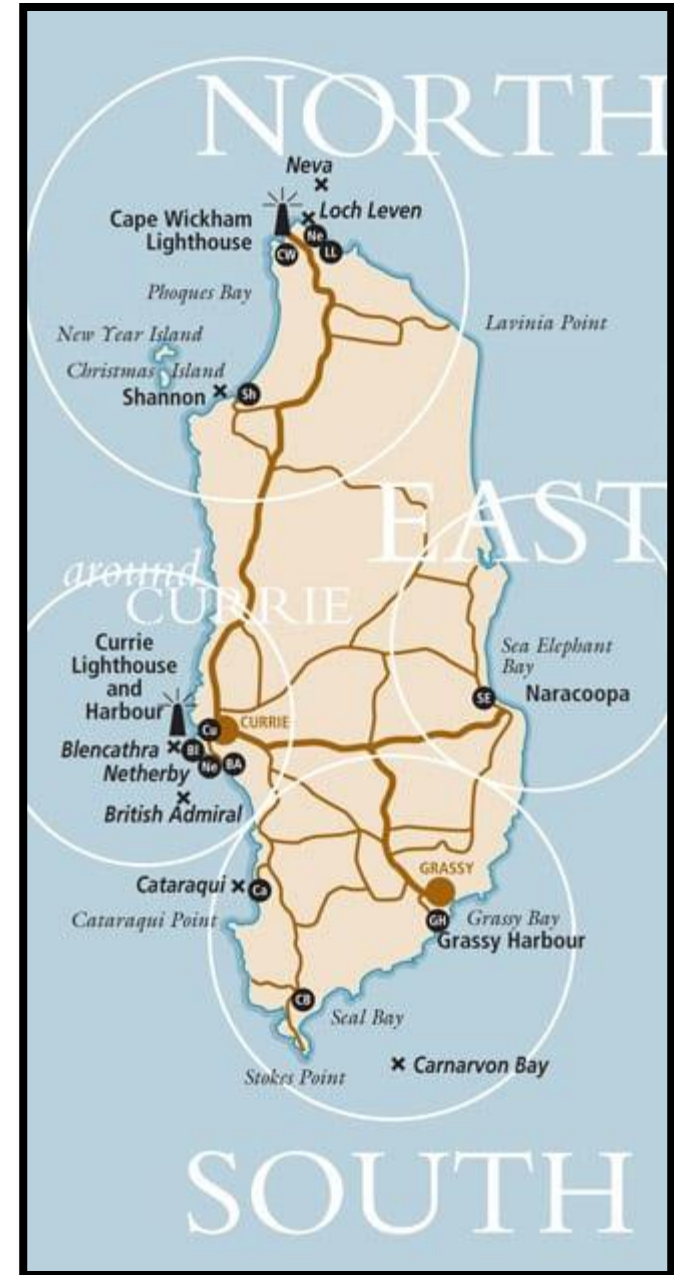 NORTH
Neva
Loch Leven
Cape Wickham
Lighthouse
Ne
LL
CW
Phoques Bay
Lavinia Point
New Year Island
Christmas Island
Shannon
Sh
EAST
around
CURRIE
Currie
Lighthouse
and
Harbour
Sea Elephant
Bay
SE
Naracoopa
Cu
CURRIE
Blencathra
Bl
Netherby
Ne
BA
British Admiral
GRASSY
Cataraqui
Ca
Cataraqui Point
GH
Grassy Bay
Grassy Harbour
CB
Seal Bay
Carnarvon Bay
Stokes Point
SOUTH